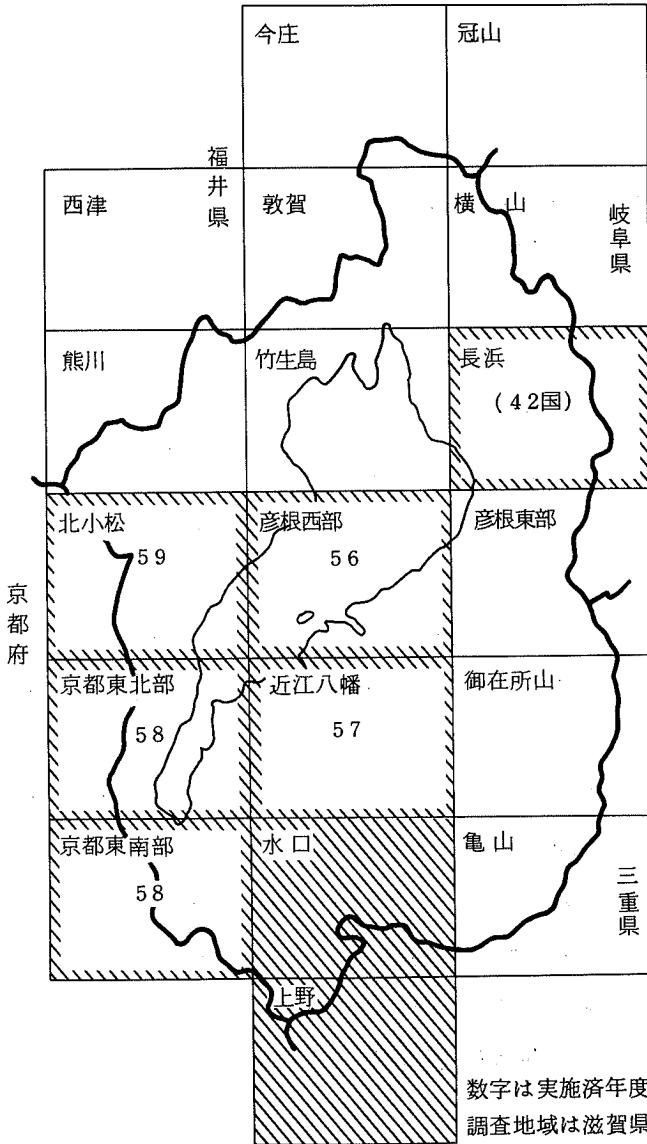 今庄
冠山
福井県
西津
敦賀
横山
岐阜県
熊川
竹生島
長浜
(42国)
北小松
59
彦根西部
56
彦根東部
京都府
京都東北部
58
近江八幡
57
御在所山
京都東南部
58
水口
亀山
三重県
上野
数字は実施済年度
調査地域は滋賀県